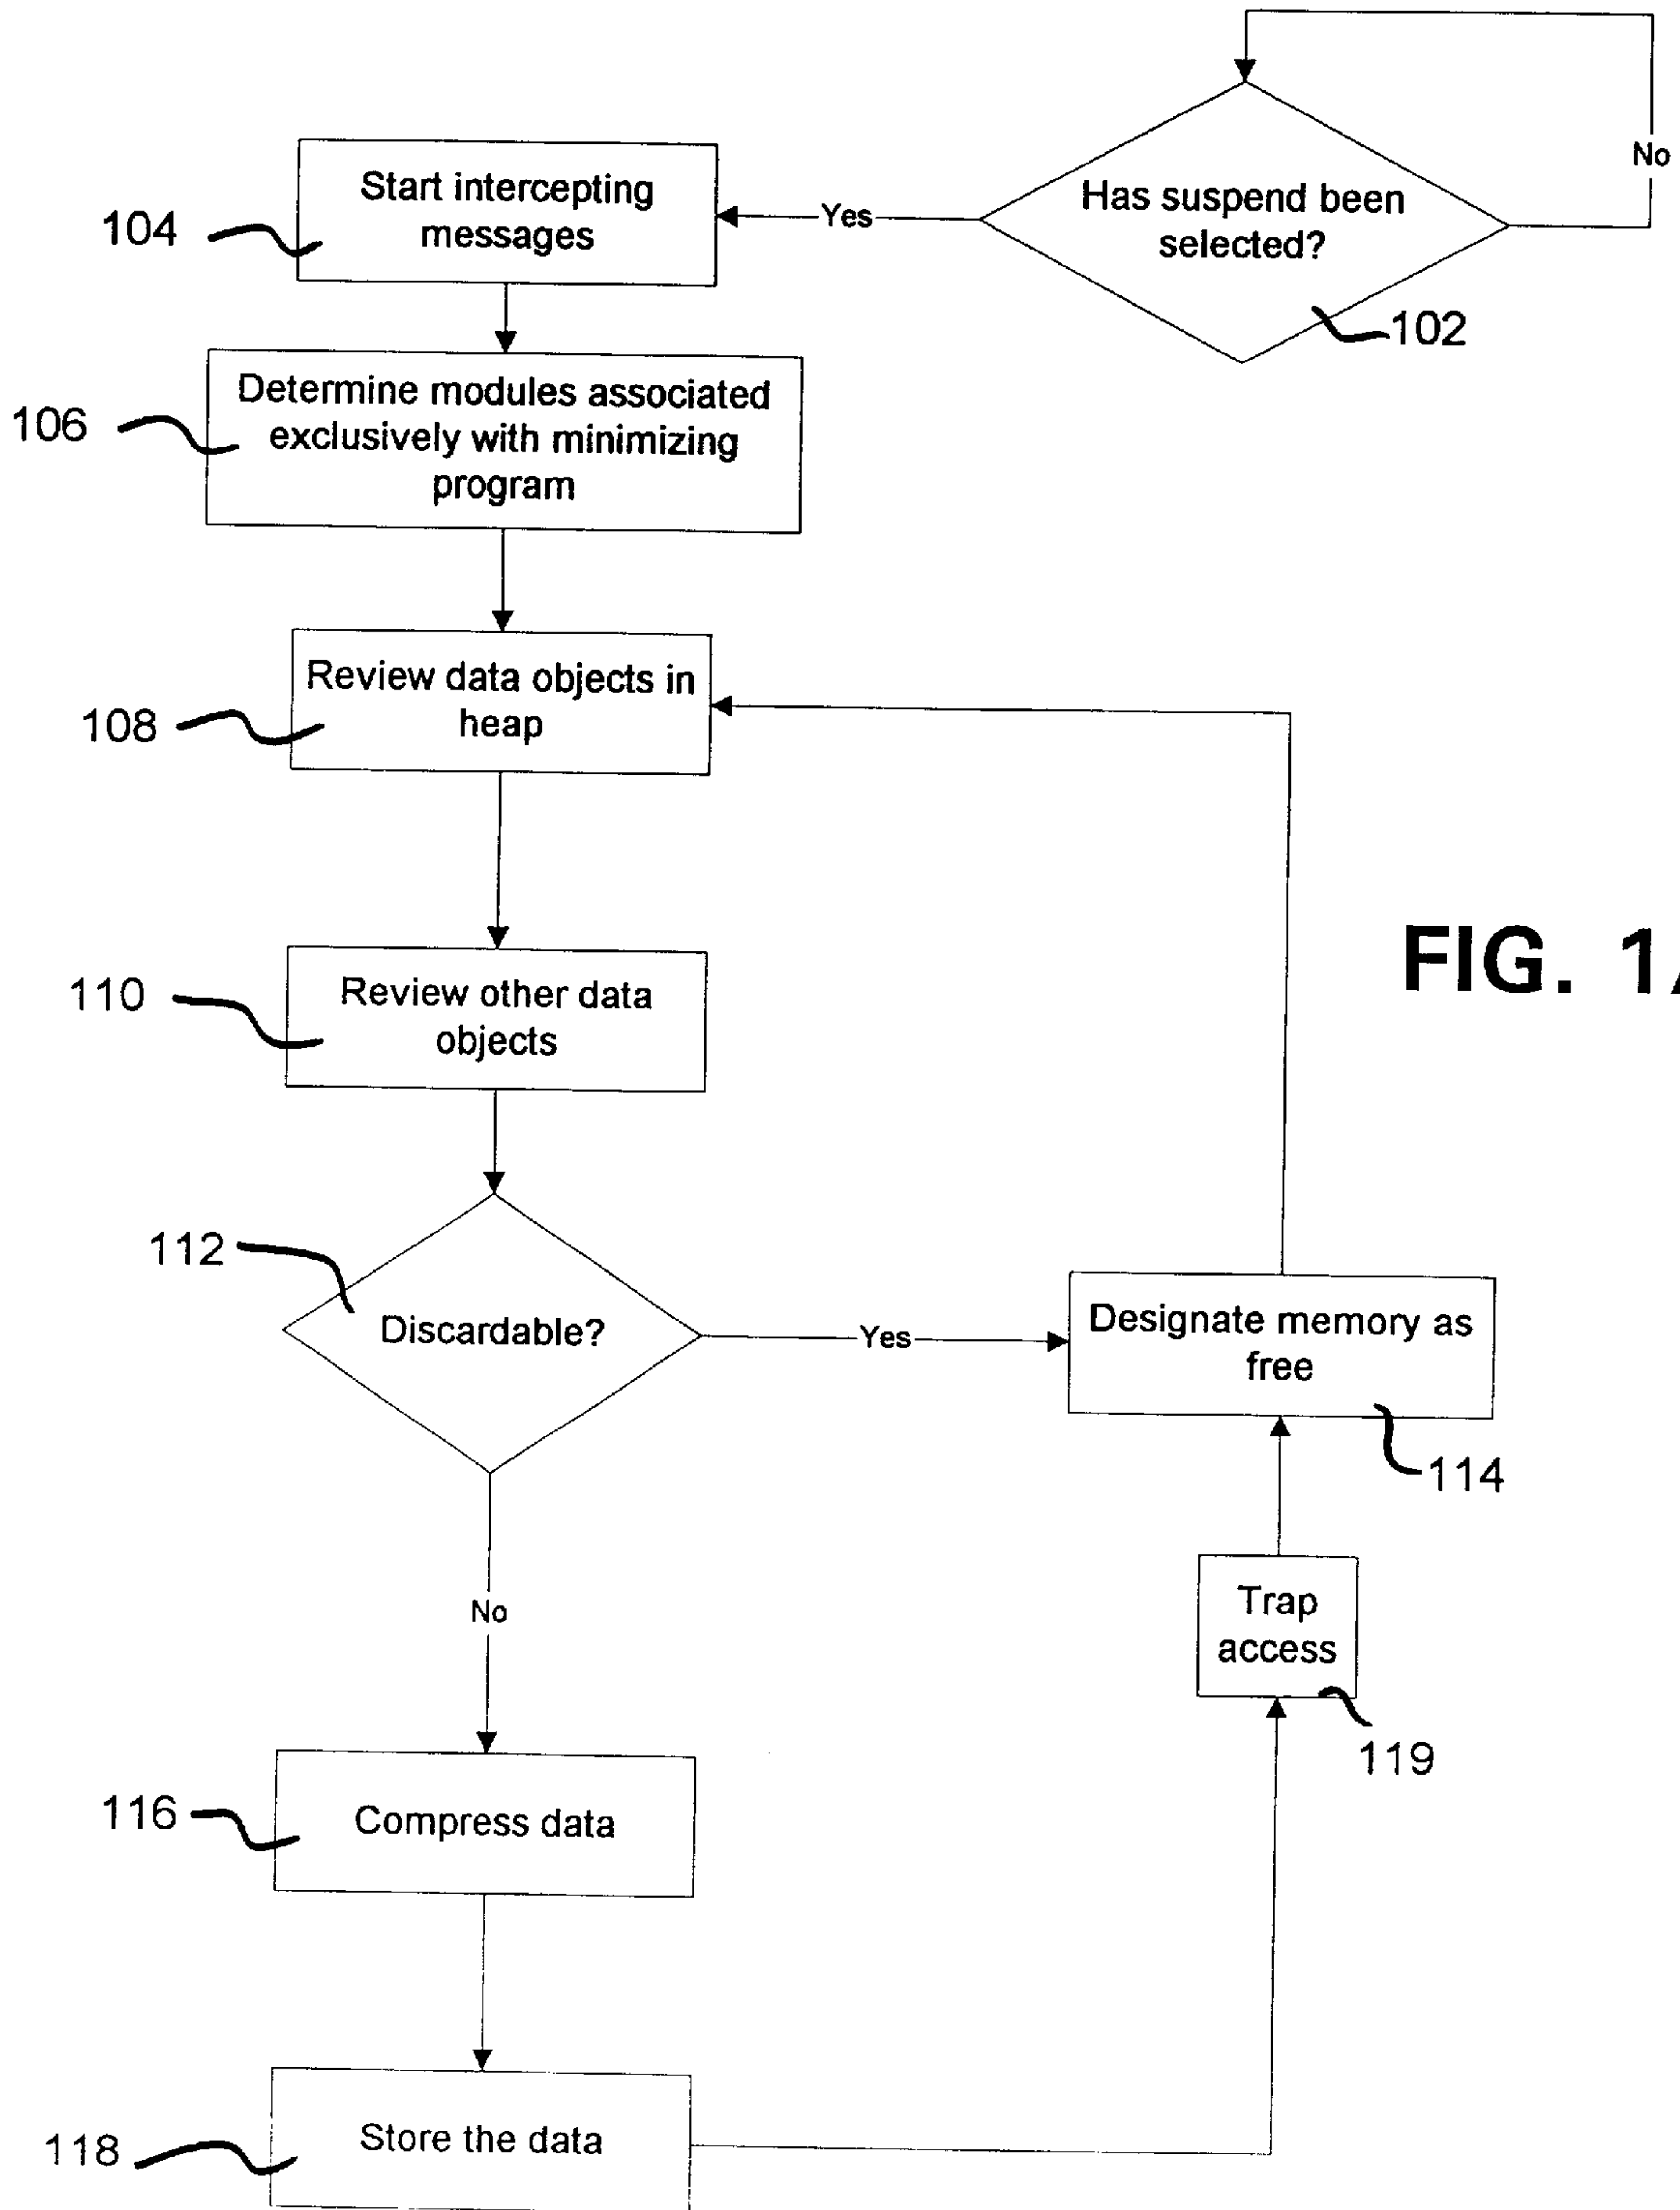 No
Has suspend been
selected?
102
Yes
Start intercepting
messages
104
Determine modules associated
exclusively with minimizing
program
106
Review data objects in
heap
108
FIG. 1A
Review other data
objects
110
112
Discardable?
Yes
Designate memory as
free
114
No
Trap
access
119
Compress data
116
Store the data
118